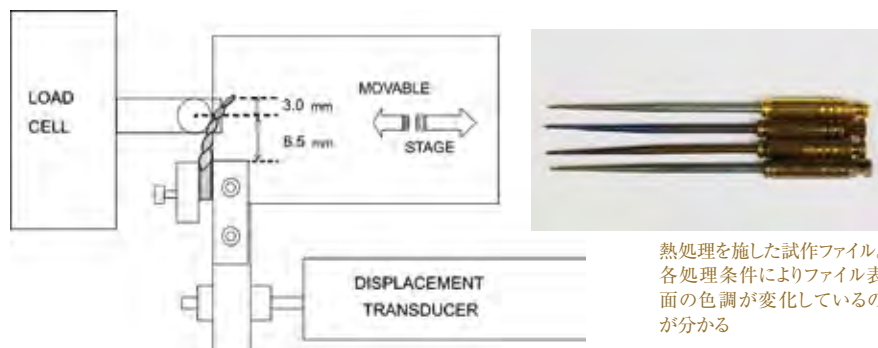 LOAD
CELL
3.0 mm
8.5 mm
MOVABLE
STAGE
DISPLACEMENT
TRANSDUCER
熱処理を施した試作ファイル。
各処理条件によりファイル表
面の色調が変化しているの
が分かる